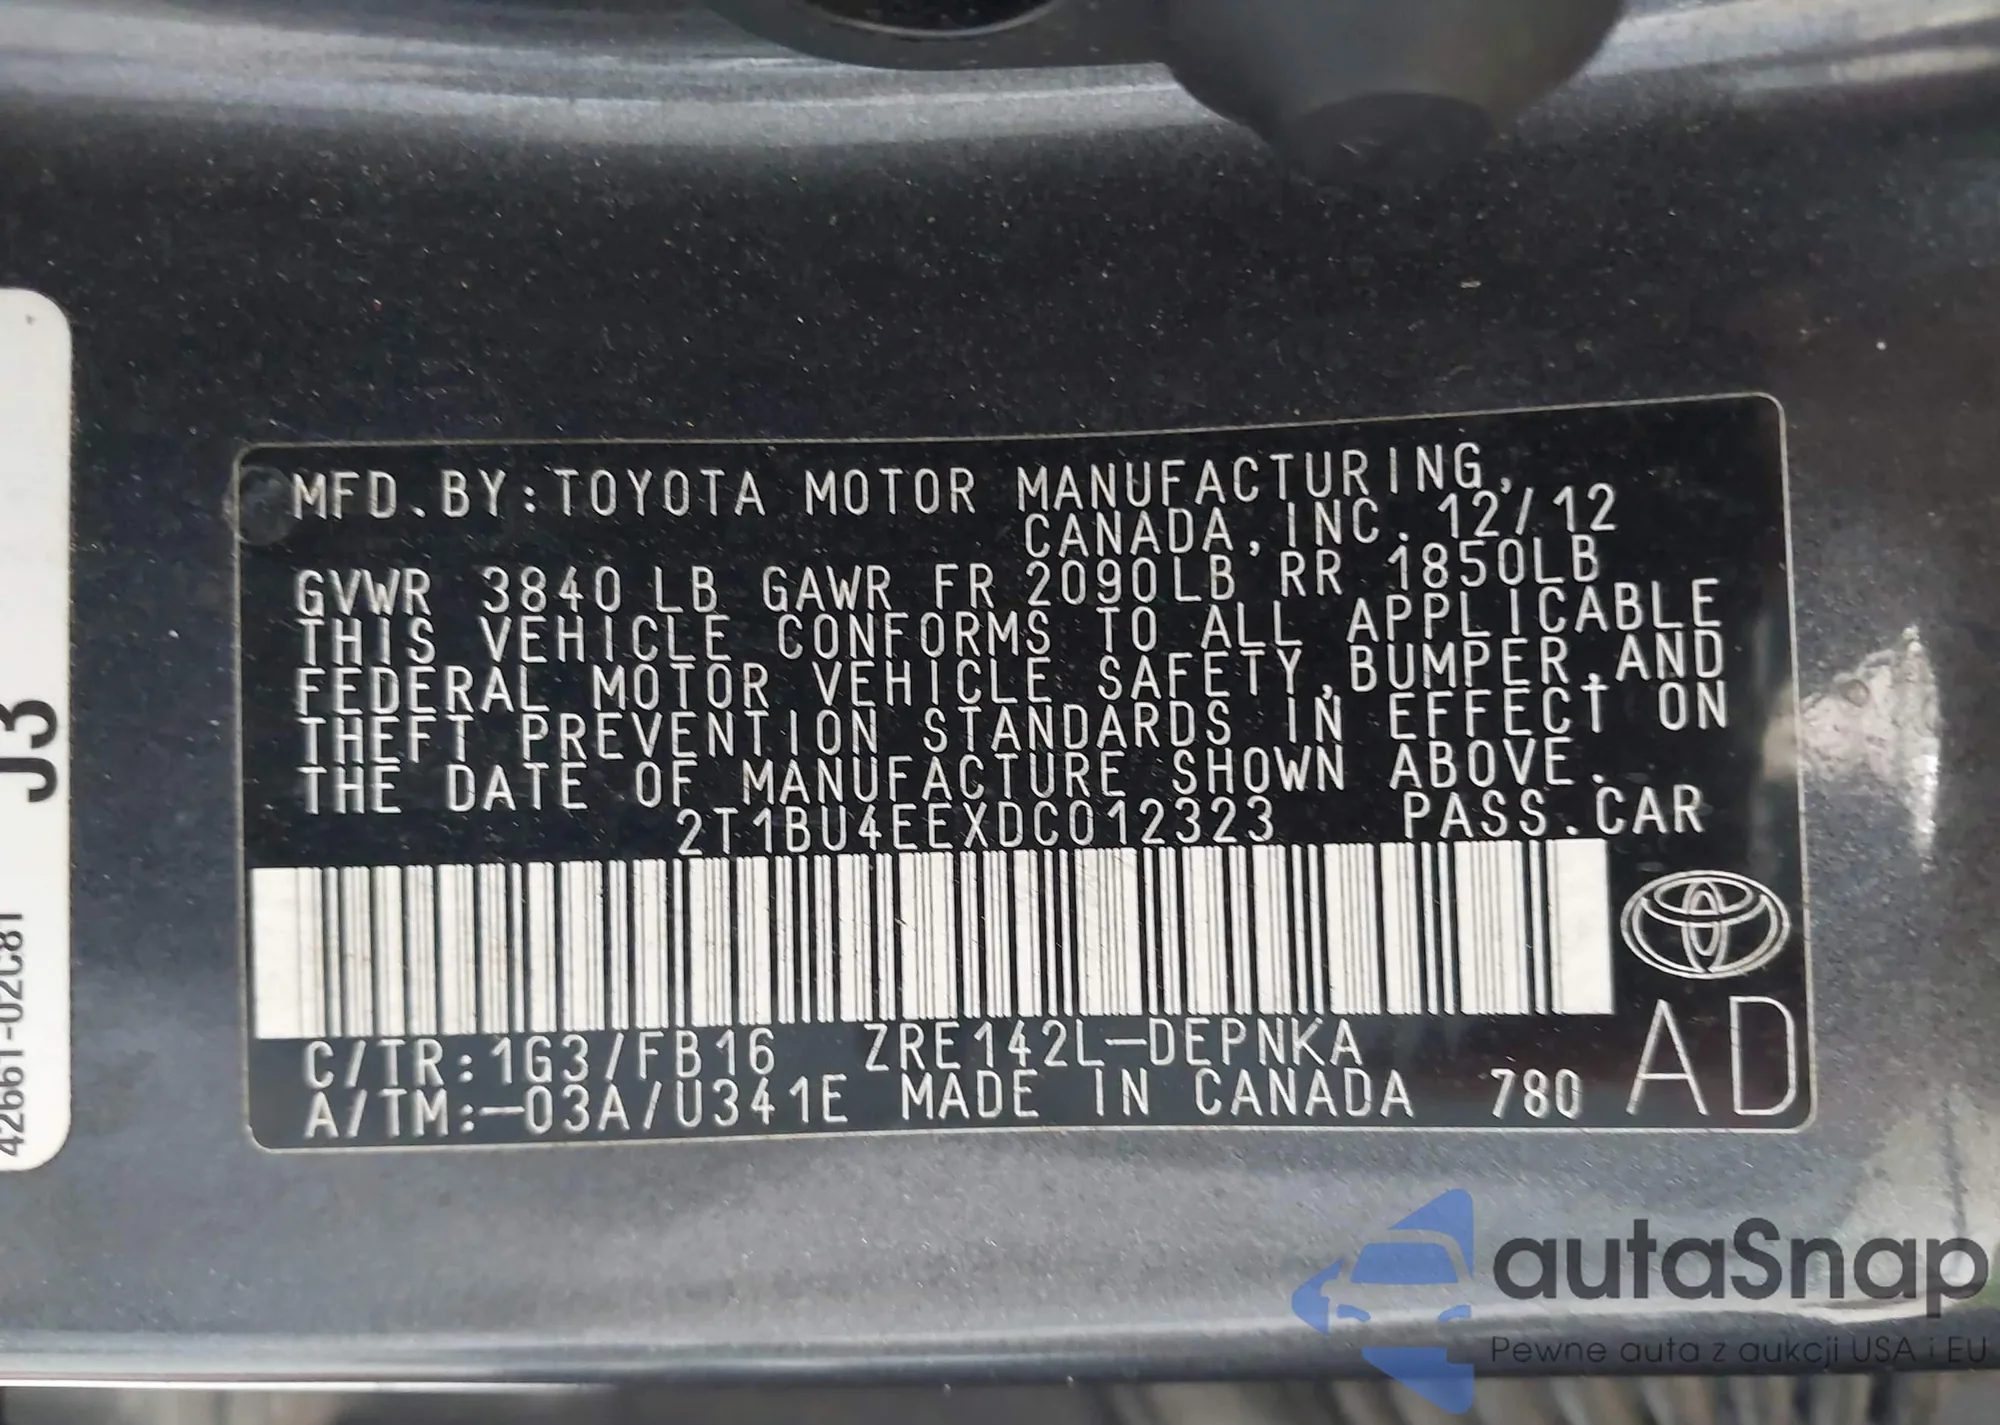 MFD.BY:TOYOTA MOTOR MANUFACTURING,
CANADA, INC. 12/12
GVWR 3840 LB GAWR FR 2090LB RR 1850LB
THIS VEHICLE CONFORMS TO ALL APPLICABLE
FEDERAL MOTOR VEHICLE SAFETY,BUMPER,AND
THEFT PREVENTION STANDARDS IN EFFECT ON
THE DATE OF MANUFACTURE SHOWN ABOVE.
2T1BU4EEXDC012323 PASS.CAR
C/TR:1G3/FB16 ZRE142L-DEPNKA
A/TM:-03A/U341E MADE IN CANADA 780 AD
J3
42661-02C81
autaSnap
Pewne auta z aukcji USA i EU